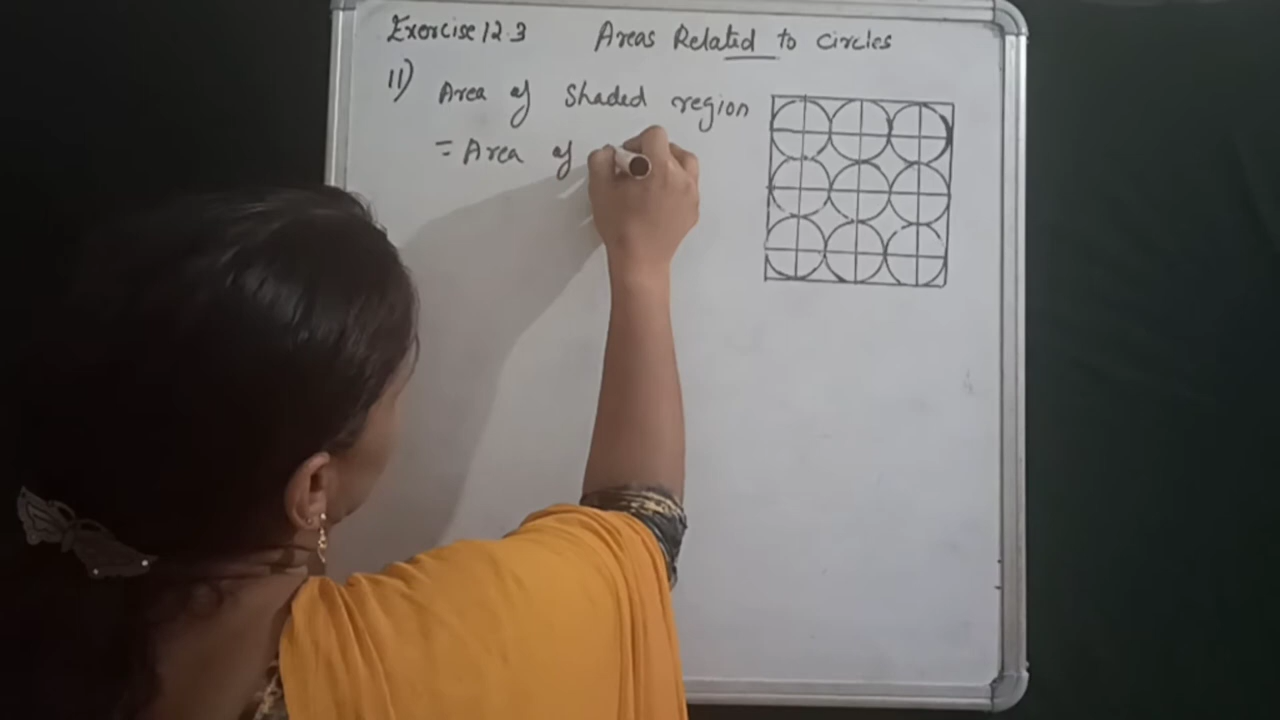 Exercise 12.3 Areas Related to Circles
11) Area of Shaded region
= Area of